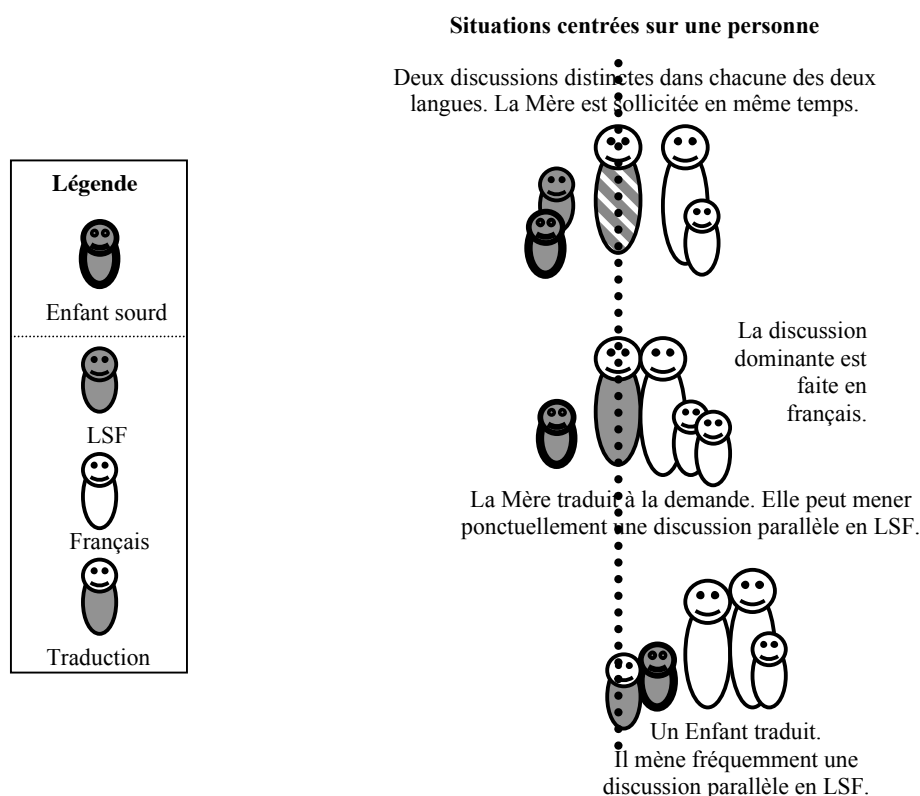 Situations centrées sur une personne
Deux discussions distinctes dans chacune des deux
langues. La Mère est sollicitée en même temps.
Légende
Enfant sourd
LSF
Français
Traduction
La discussion
dominante est
faite en
français.
La Mère traduit à la demande. Elle peut mener
ponctuellement une discussion parallèle en LSF.
Un Enfant traduit.
Il mène fréquemment une
discussion parallèle en LSF.